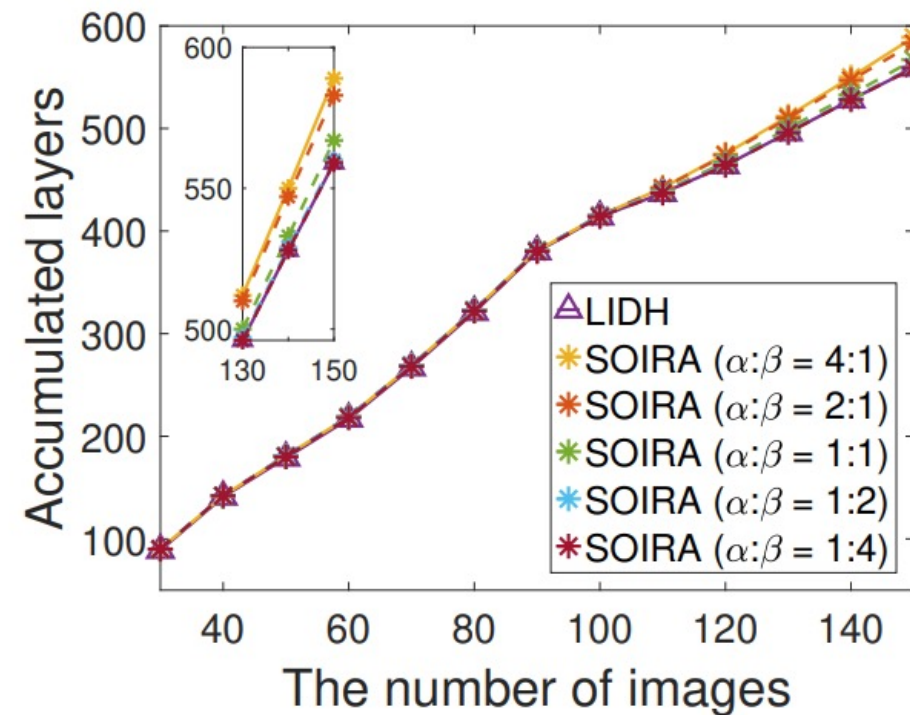 600
500
400
300
200
100
Accumulated layers
600
550
500
130 150
LIDH
SOIRA (α:β = 4:1)
SOIRA (α:β = 2:1)
SOIRA (α:β = 1:1)
SOIRA (α:β = 1:2)
SOIRA (α:β = 1:4)
40 60 80 100 120 140
The number of images